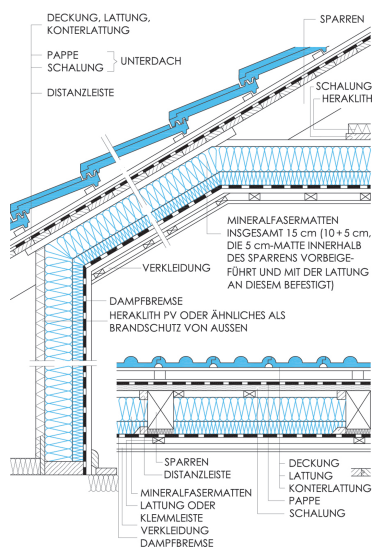 DECKUNG, LATTUNG,
KONTERLATTUNG
PAPPE
SCHALUNG
UNTERDACH
DISTANZLEISTE
SPARREN
SCHALUNG
HERAKLITH
MINERALFASERMATTEN
INSGESAMT 15 cm (10+5 cm,
DIE 5 cm-MATTE INNERHALB
DES SPARRENS VORBEIGE-
FÜHRT UND MIT DER LATTUNG
AN DIESEM BEFESTIGT)
VERKLEIDUNG
DAMPFBREMSE
HERAKLITH PV ODER ÄHNLICHES ALS
BRANDSCHUTZ VON AUSSEN
SPARREN
DISTANZLEISTE
MINERALFASERMATTEN
LATTUNG ODER
KLEMMLEISTE
VERKLEIDUNG
DAMPFBREMSE
DECKUNG
LATTUNG
KONTERLATTUNG
PAPPE
SCHALUNG